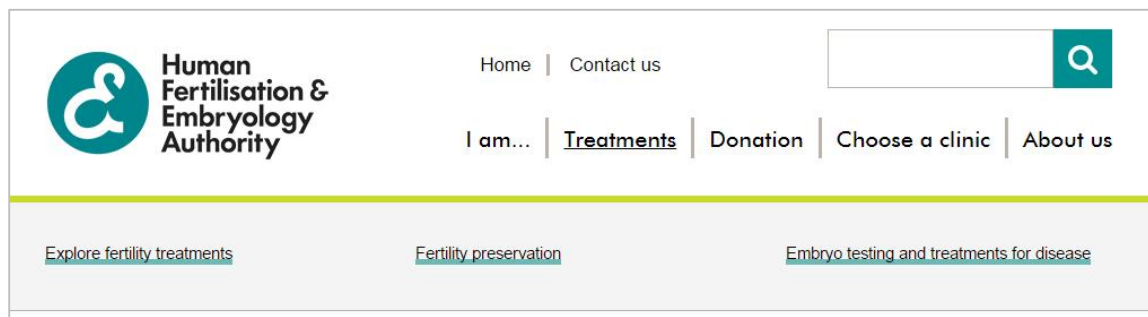 Human
Fertilisation &
Embryology
Authority
Home | Contact us
I am... | Treatments | Donation | Choose a clinic | About us
Explore fertility treatments
Fertility preservation
Embryo testing and treatments for disease